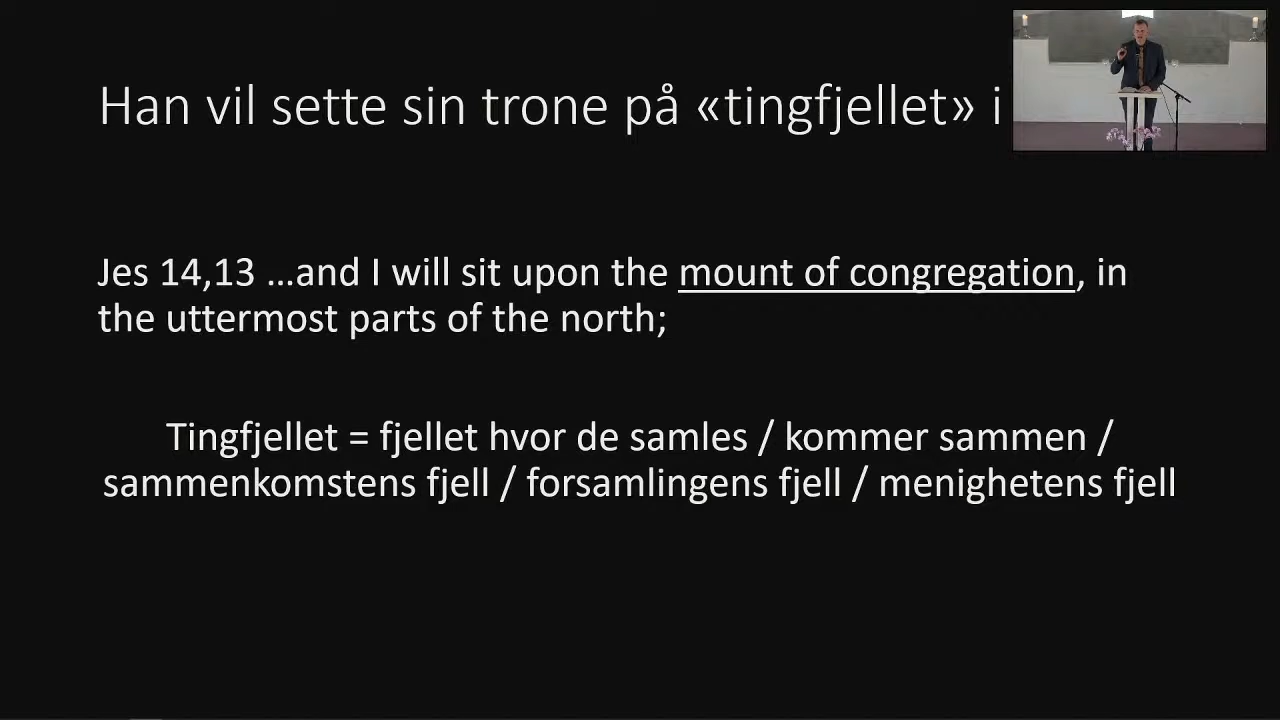 Han vil sette sin trone på «tingfjellet» i
Jes 14,13 …and I will sit upon the mount of congregation, in
the uttermost parts of the north;
Tingfjellet = fjellet hvor de samles / kommer sammen /
sammenkomstens fjell / forsamlingens fjell / menighetens fjell